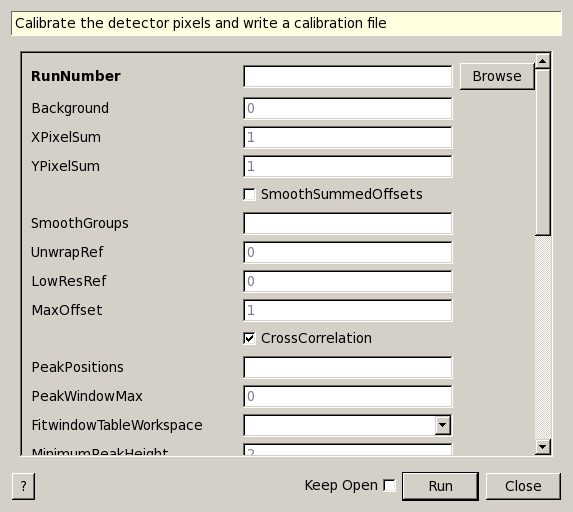 Calibrate the detector pixels and write a calibration file
RunNumber Browse
Background 0
XPixelSum 1
YPixelSum 1
SmoothSummedOffsets
SmoothGroups
UnwrapRef 0
LowResRef 0
MaxOffset 1
CrossCorrelation
PeakPositions
PeakWindowMax 0
FitwindowTableWorkspace
MinimumPeakHeight 2
? Keep Open Run Close